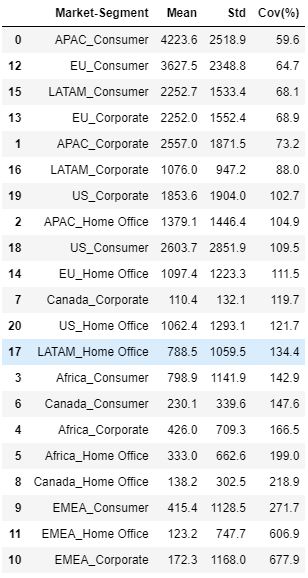 Market-Segment Mean Std Cov(%)
0 APAC_Consumer 4223.6 2518.9 59.6
12 EU_Consumer 3627.5 2348.8 64.7
15 LATAM_Consumer 2252.7 1533.4 68.1
13 EU_Corporate 2252.0 1552.4 68.9
1 APAC_Corporate 2557.0 1871.5 73.2
16 LATAM_Corporate 1076.0 947.2 88.0
19 US_Corporate 1853.6 1904.0 102.7
2 APAC_Home Office 1379.1 1446.4 104.9
18 US_Consumer 2603.7 2851.9 109.5
14 EU_Home Office 1097.4 1223.3 111.5
7 Canada_Corporate 110.4 132.1 119.7
20 US_Home Office 1062.4 1293.1 121.7
17 LATAM_Home Office 788.5 1059.5 134.4
3 Africa_Consumer 798.9 1141.9 142.9
6 Canada_Consumer 230.1 339.6 147.6
4 Africa_Corporate 426.0 709.3 166.5
5 Africa_Home Office 333.0 662.6 199.0
8 Canada_Home Office 138.2 302.5 218.9
9 EMEA_Consumer 415.4 1128.5 271.7
11 EMEA_Home Office 123.2 747.7 606.9
10 EMEA_Corporate 172.3 1168.0 677.9